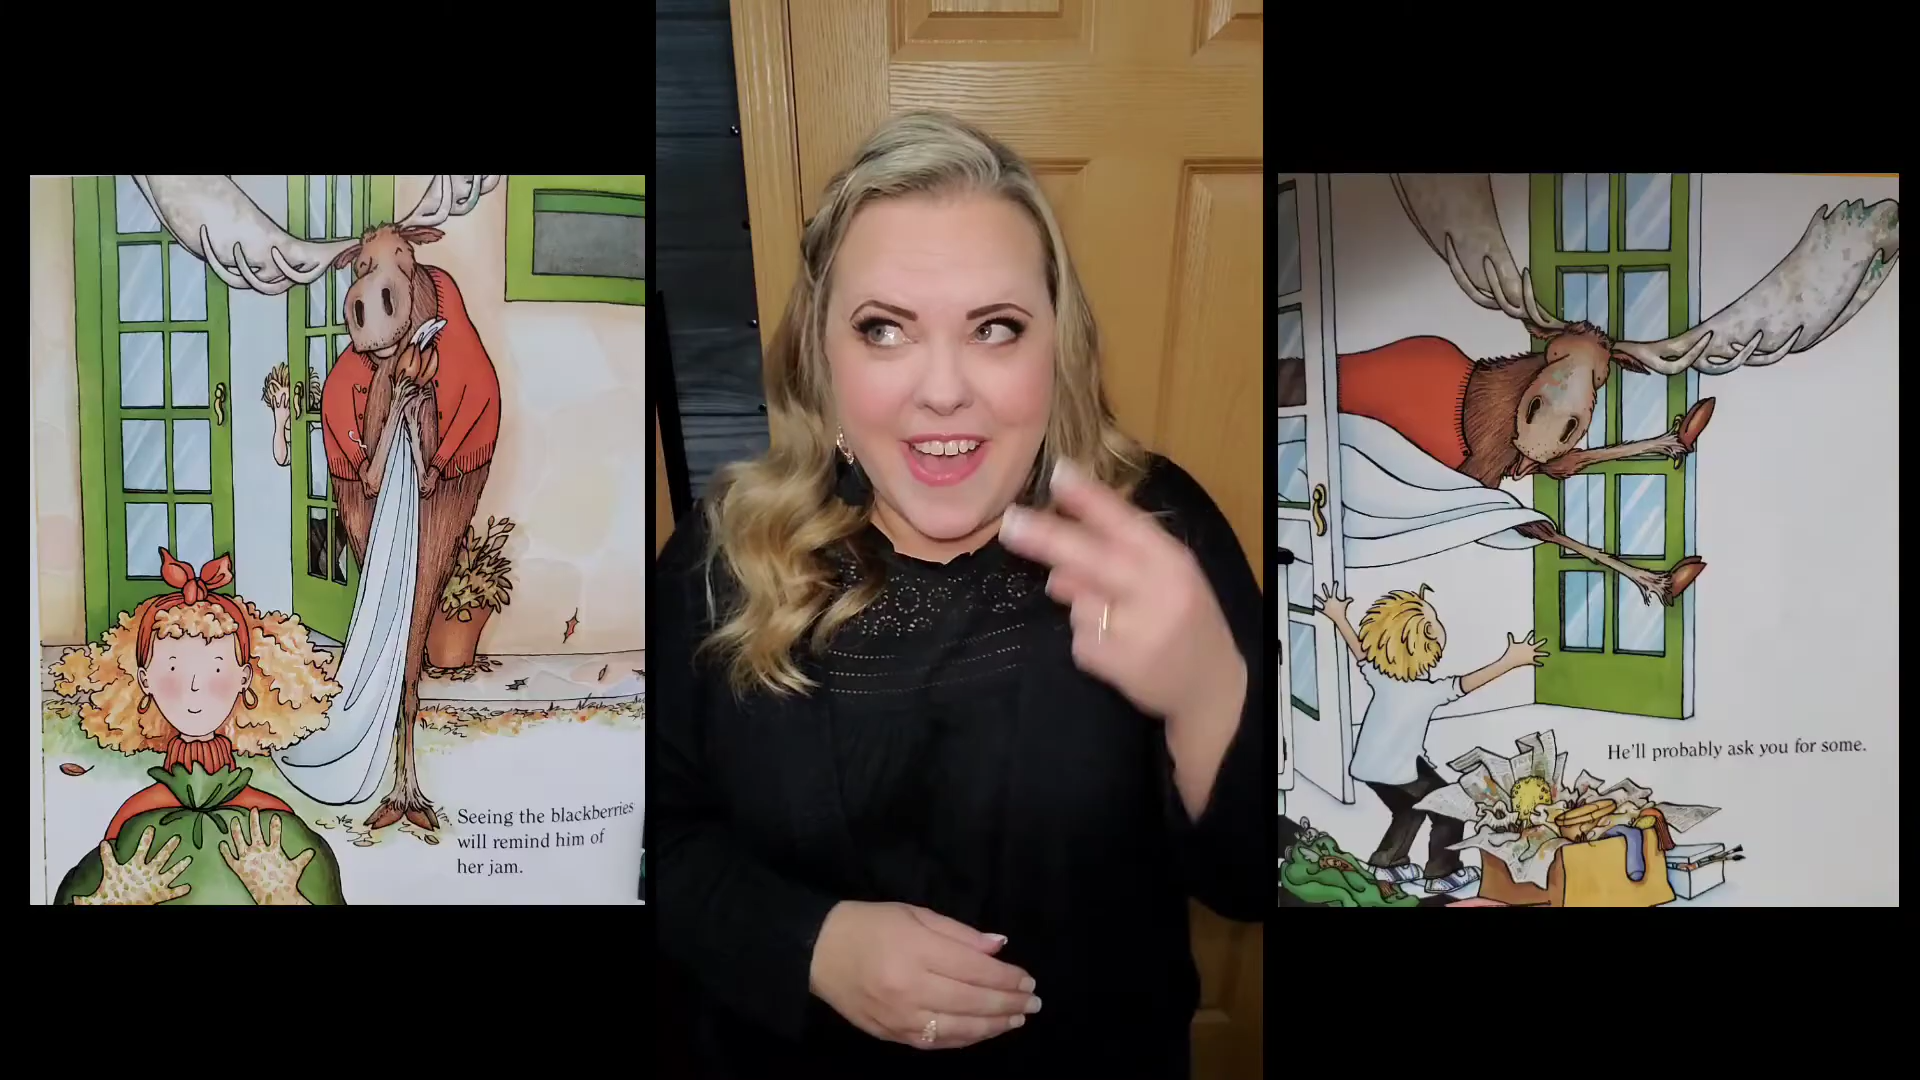 Seeing the blackberries
will remind him of
her jam.
He'll probably ask you for some.